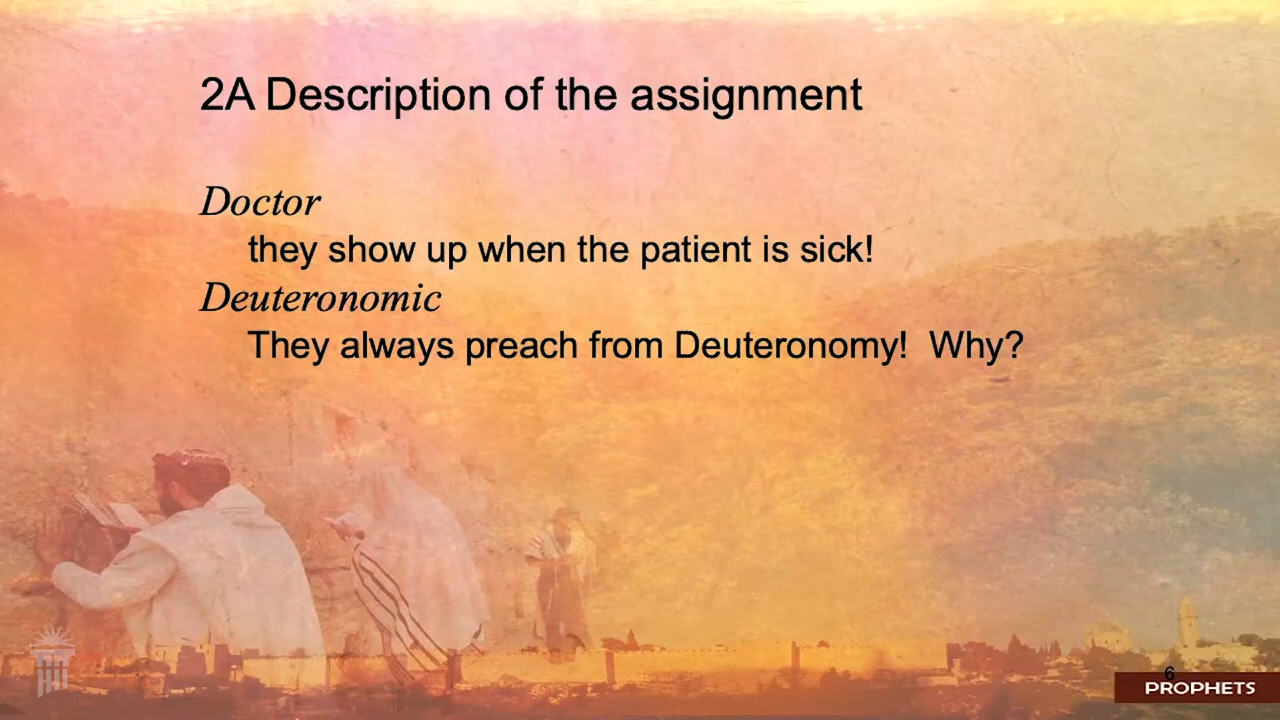 2A Description of the assignment
Doctor
they show up when the patient is sick!
Deuteronomic
They always preach from Deuteronomy!  Why?
6
PROPHETS